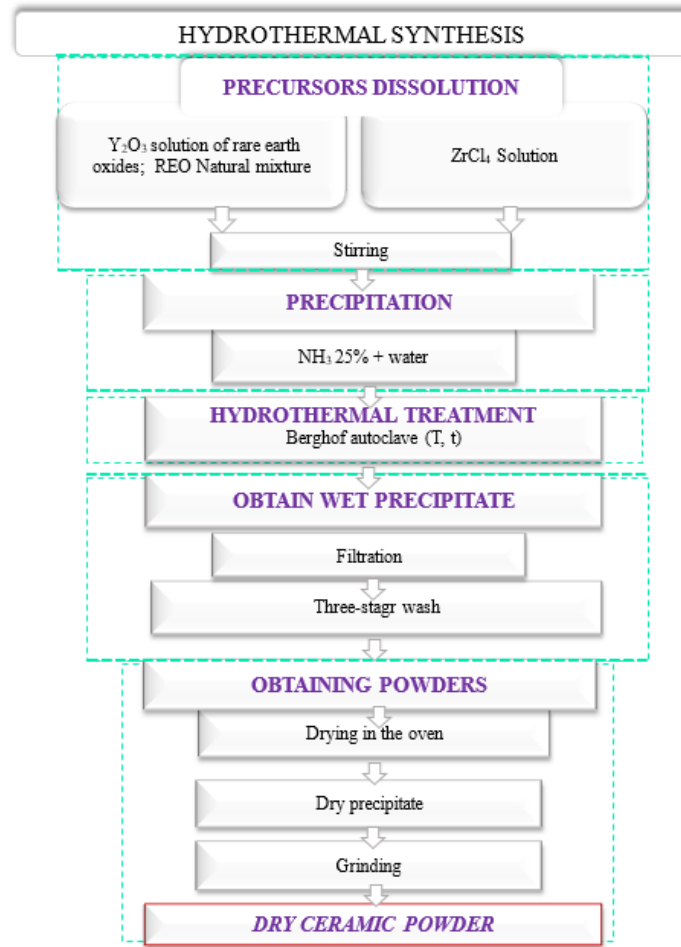 HYDROTHERMAL SYNTHESIS
PRECURSORS DISSOLUTION
Y₂O₃ solution of rare earth
oxides; REO Natural mixture
ZrCl₄ Solution
Stirring
PRECIPITATION
NH₃ 25% + water
HYDROTHERMAL TREATMENT
Berghof autoclave (T, t)
OBTAIN WET PRECIPITATE
Filtration
Three-stagr wash
OBTAINING POWDERS
Drying in the oven
Dry precipitate
Grinding
DRY CERAMIC POWDER